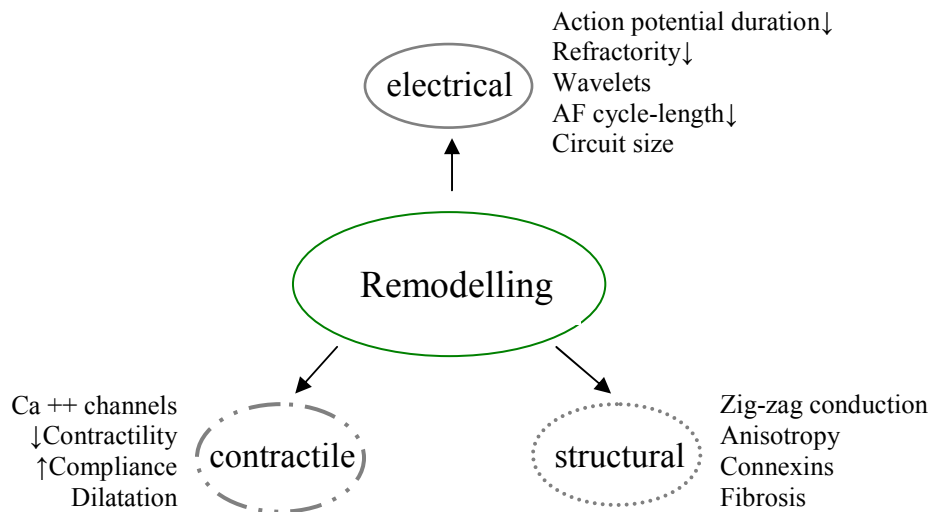 Action potential duration↓
Refractority↓
Wavelets
AF cycle-length↓
Circuit size
electrical
Remodelling
Ca ++ channels
↓Contractility
↑Compliance
Dilatation
contractile
structural
Zig-zag conduction
Anisotropy
Connexins
Fibrosis